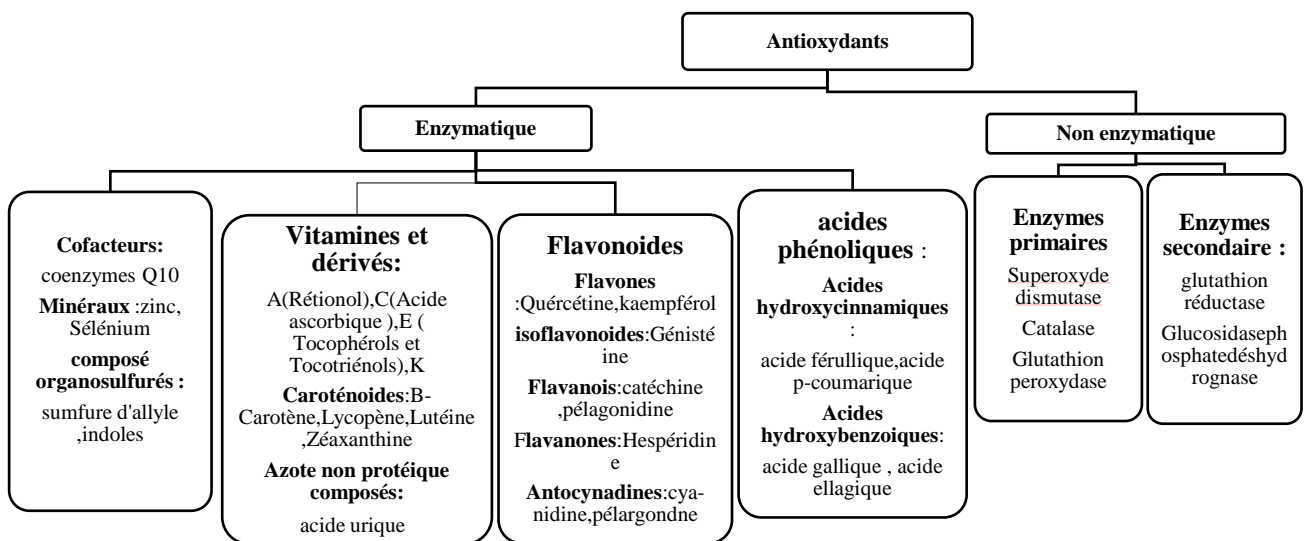 Antioxydants
Enzymatique
Non enzymatique
Cofacteurs:
coenzymes Q10
Minéraux :zinc,
Sélénium
composé
organosulfurés :
sumfure d'allyle
,indoles
Vitamines et
dérivés:
A(Rétionol),C(Acide
ascorbique ),E (
Tocophérols et
Tocotriénols),K
Caroténoides:B-
Carotène,Lycopène,Lutéine
,Zéaxanthine
Azote non protéique
composés:
acide urique
Flavonoides
Flavones
:Quércétine,kaempférol
isoflavonoides:Génisté
ine
Flavanois:catéchine
,pélagonidine
Flavanones:Hespéridin
e
Antocynadines:cya-
nidine,pélargondne
acides
phénoliques :
Acides
hydroxycinnamiques
:
acide férullique,acide
p-coumarique
Acides
hydroxybenzoiques:
acide gallique , acide
ellagique
Enzymes
primaires
Superoxyde
dismutase
Catalase
Glutathion
peroxydase
Enzymes
secondaire :
glutathion
réductase
Glucosidaseph
osphatedéshyd
rognase